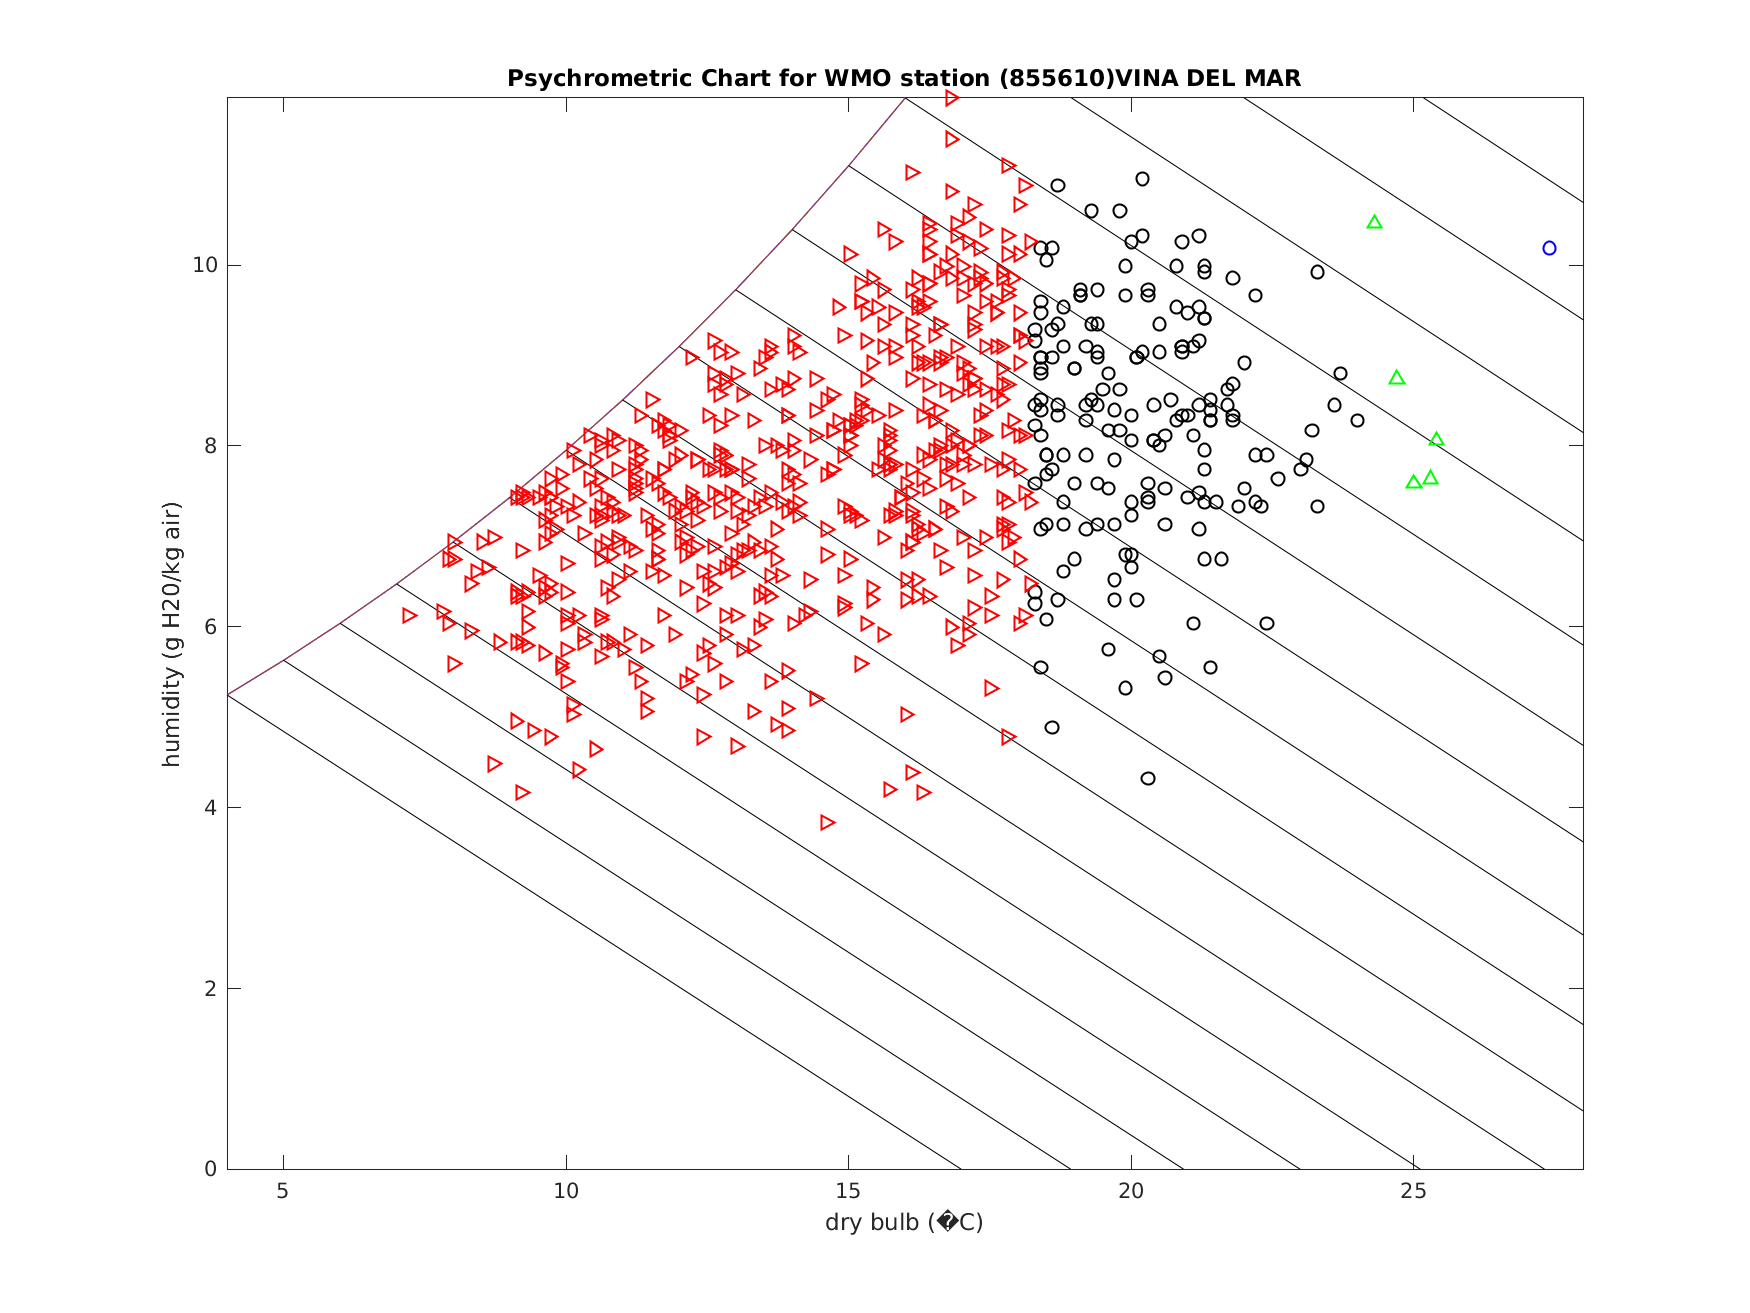 Psychrometric Chart for WMO station (855610)VINA DEL MAR
10
8
6
4
2
0
humidity (g H20/kg air)
5 10 15 20 25
dry bulb (�C)